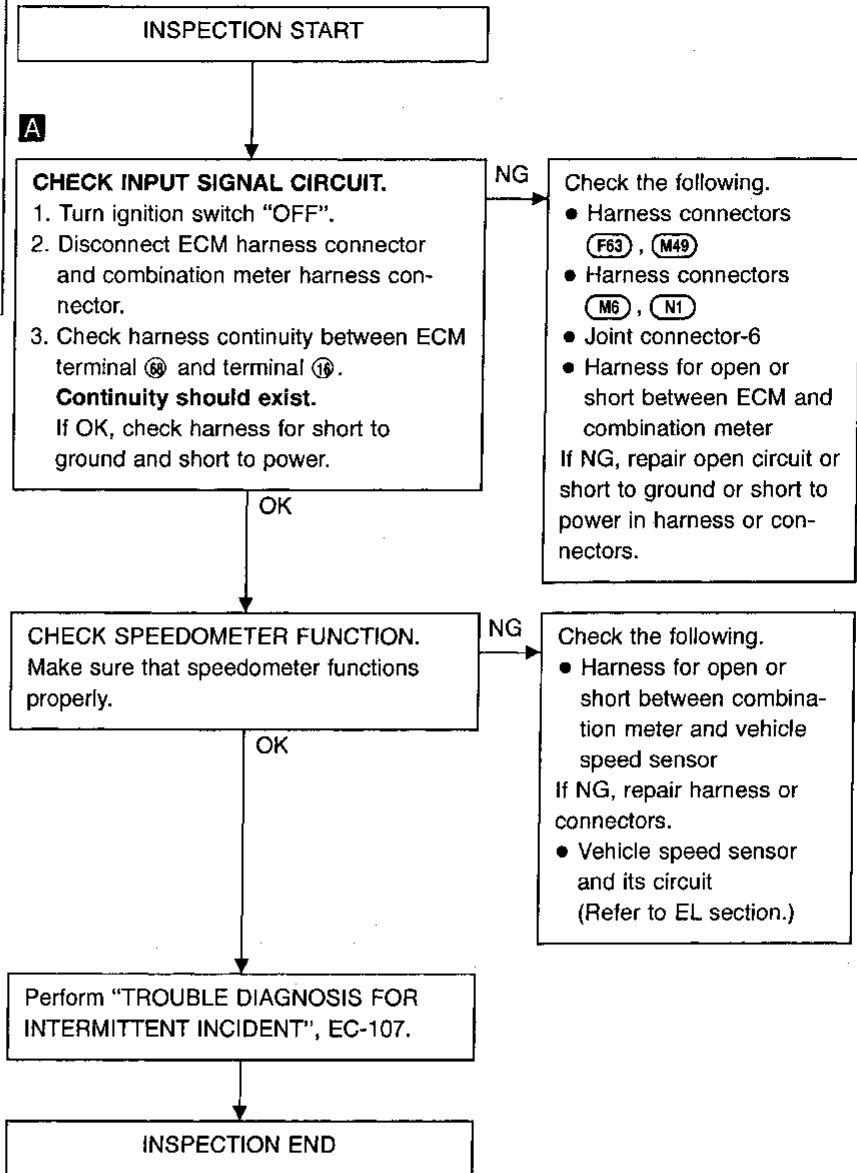 INSPECTION START
A
CHECK INPUT SIGNAL CIRCUIT.
1. Turn ignition switch “OFF”.
2. Disconnect ECM harness connector
and combination meter harness con-
nector.
3. Check harness continuity between ECM
terminal 68 and terminal 16.
Continuity should exist.
If OK, check harness for short to
ground and short to power.
NG
Check the following.
● Harness connectors
F63, M49
● Harness connectors
M6, N1
● Joint connector-6
● Harness for open or
short between ECM and
combination meter
If NG, repair open circuit or
short to ground or short to
power in harness or con-
nectors.
OK
CHECK SPEEDOMETER FUNCTION.
Make sure that speedometer functions
properly.
NG
Check the following.
● Harness for open or
short between combina-
tion meter and vehicle
speed sensor
If NG, repair harness or
connectors.
● Vehicle speed sensor
and its circuit
(Refer to EL section.)
OK
Perform “TROUBLE DIAGNOSIS FOR
INTERMITTENT INCIDENT”, EC-107.
INSPECTION END